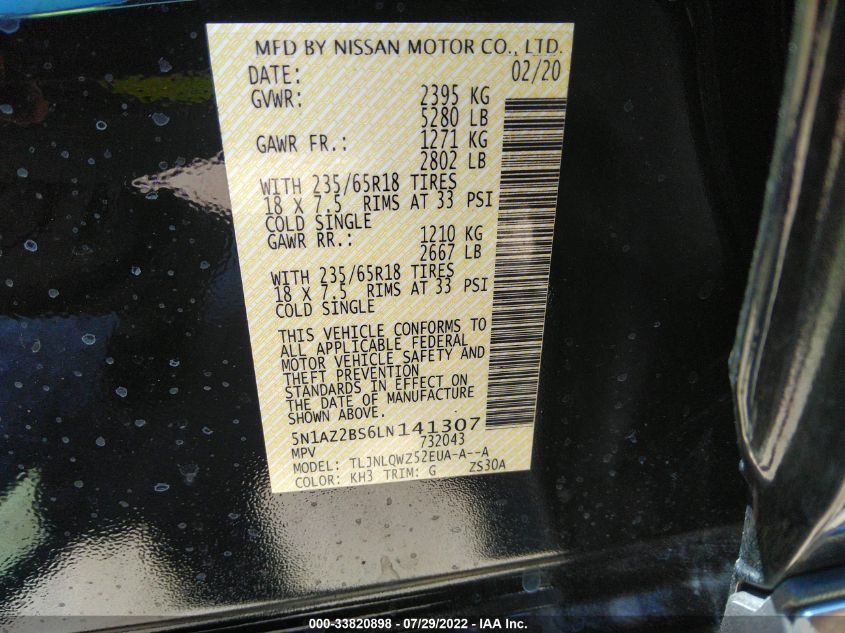 MFD BY NISSAN MOTOR CO., LTD.
DATE: 02/20
GVWR: 2395 KG
5280 LB
GAWR FR.: 1271 KG
2802 LB
WITH 235/65R18 TIRES
18 X 7.5 RIMS AT 33 PSI
COLD SINGLE
GAWR RR.: 1210 KG
2667 LB
WITH 235/65R18 TIRES
18 X 7.5 RIMS AT 33 PSI
COLD SINGLE
THIS VEHICLE CONFORMS TO
ALL APPLICABLE FEDERAL
MOTOR VEHICLE SAFETY AND
THEFT PREVENTION
STANDARDS IN EFFECT ON
THE DATE OF MANUFACTURE
SHOWN ABOVE.
5N1AZ2BS6LN141307
MPV 732043
MODEL: TLJNLQWZ52EUA-A--A
COLOR: KH3 TRIM: G ZS30A
000-33820898 - 07/29/2022 - IAA Inc.